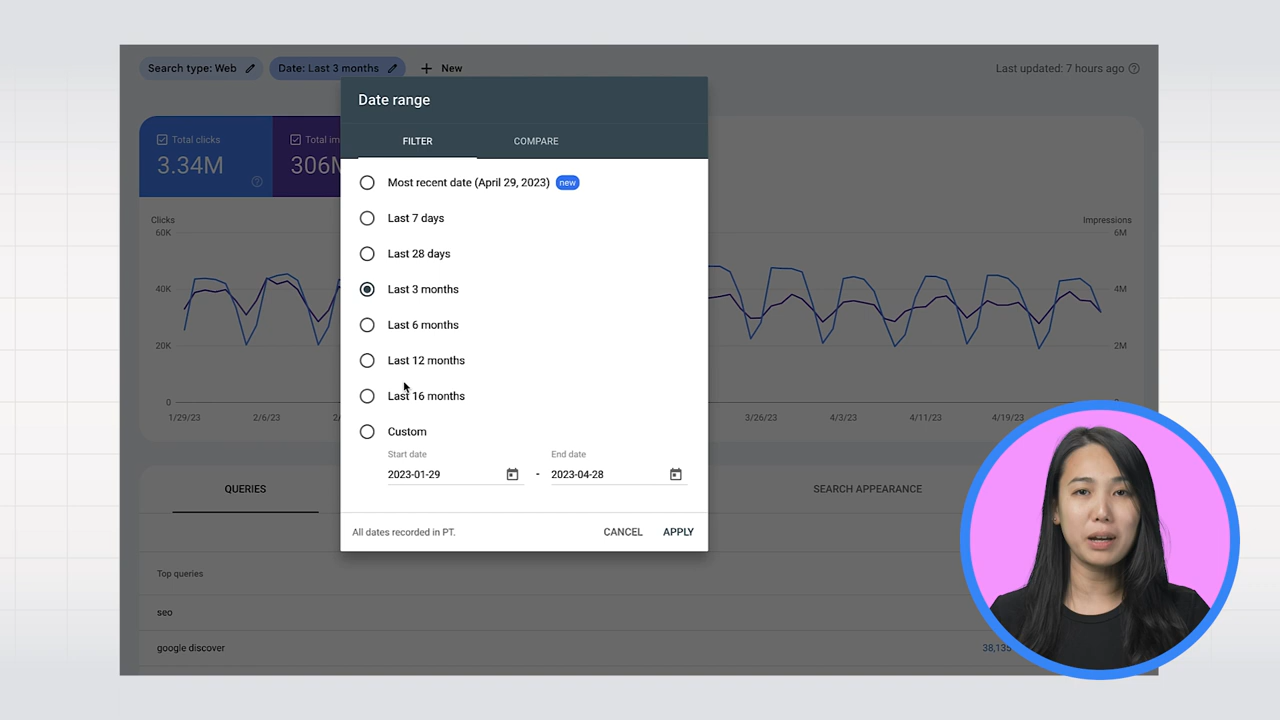 Search type: Web
Date: Last 3 months
New
Last updated: 7 hours ago
Date range
FILTER
COMPARE
Total clicks
3.34M
Total im
306M
Most recent date (April 29, 2023) new
Last 7 days
Last 28 days
Last 3 months
Last 6 months
Last 12 months
Last 16 months
Custom
Start date
End date
2023-01-29 - 2023-04-28
All dates recorded in PT.
CANCEL
APPLY
Clicks
Impressions
60K
6M
40K
4M
20K
2M
0
1/29/23
2/6/23
3/26/23
4/3/23
4/11/23
4/19/23
QUERIES
SEARCH APPEARANCE
Top queries
seo
google discover
38,135